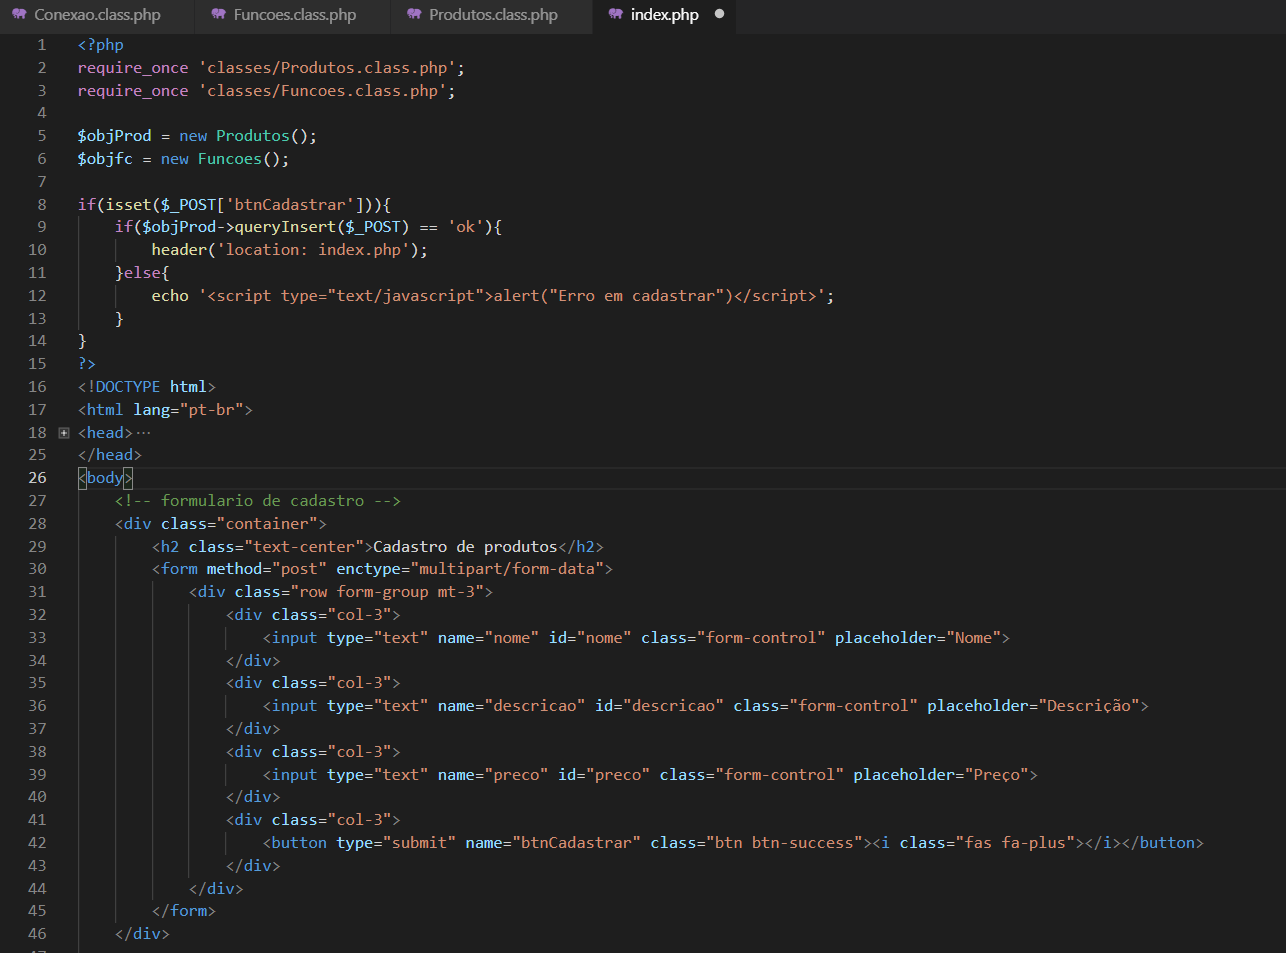 Conexao.class.php Funcoes.class.php Produtos.class.php index.php
1 <?php
2 require_once 'classes/Produtos.class.php';
3 require_once 'classes/Funcoes.class.php';
4
5 $objProd = new Produtos();
6 $objfc = new Funcoes();
7
8 if(isset($_POST['btnCadastrar'])){
9 if($objProd->queryInsert($_POST) == 'ok'){
10 header('location: index.php');
11 }else{
12 echo '<script type="text/javascript">alert("Erro em cadastrar")</script>';
13 }
14 }
15 ?>
16 <!DOCTYPE html>
17 <html lang="pt-br">
18 <head>...
25 </head>
26 <body>
27 <!-- formulario de cadastro -->
28 <div class="container">
29 <h2 class="text-center">Cadastro de produtos</h2>
30 <form method="post" enctype="multipart/form-data">
31 <div class="row form-group mt-3">
32 <div class="col-3">
33 <input type="text" name="nome" id="nome" class="form-control" placeholder="Nome">
34 </div>
35 <div class="col-3">
36 <input type="text" name="descricao" id="descricao" class="form-control" placeholder="Descrição">
37 </div>
38 <div class="col-3">
39 <input type="text" name="preco" id="preco" class="form-control" placeholder="Preço">
40 </div>
41 <div class="col-3">
42 <button type="submit" name="btnCadastrar" class="btn btn-success"><i class="fas fa-plus"></i></button>
43 </div>
44 </div>
45 </form>
46 </div>